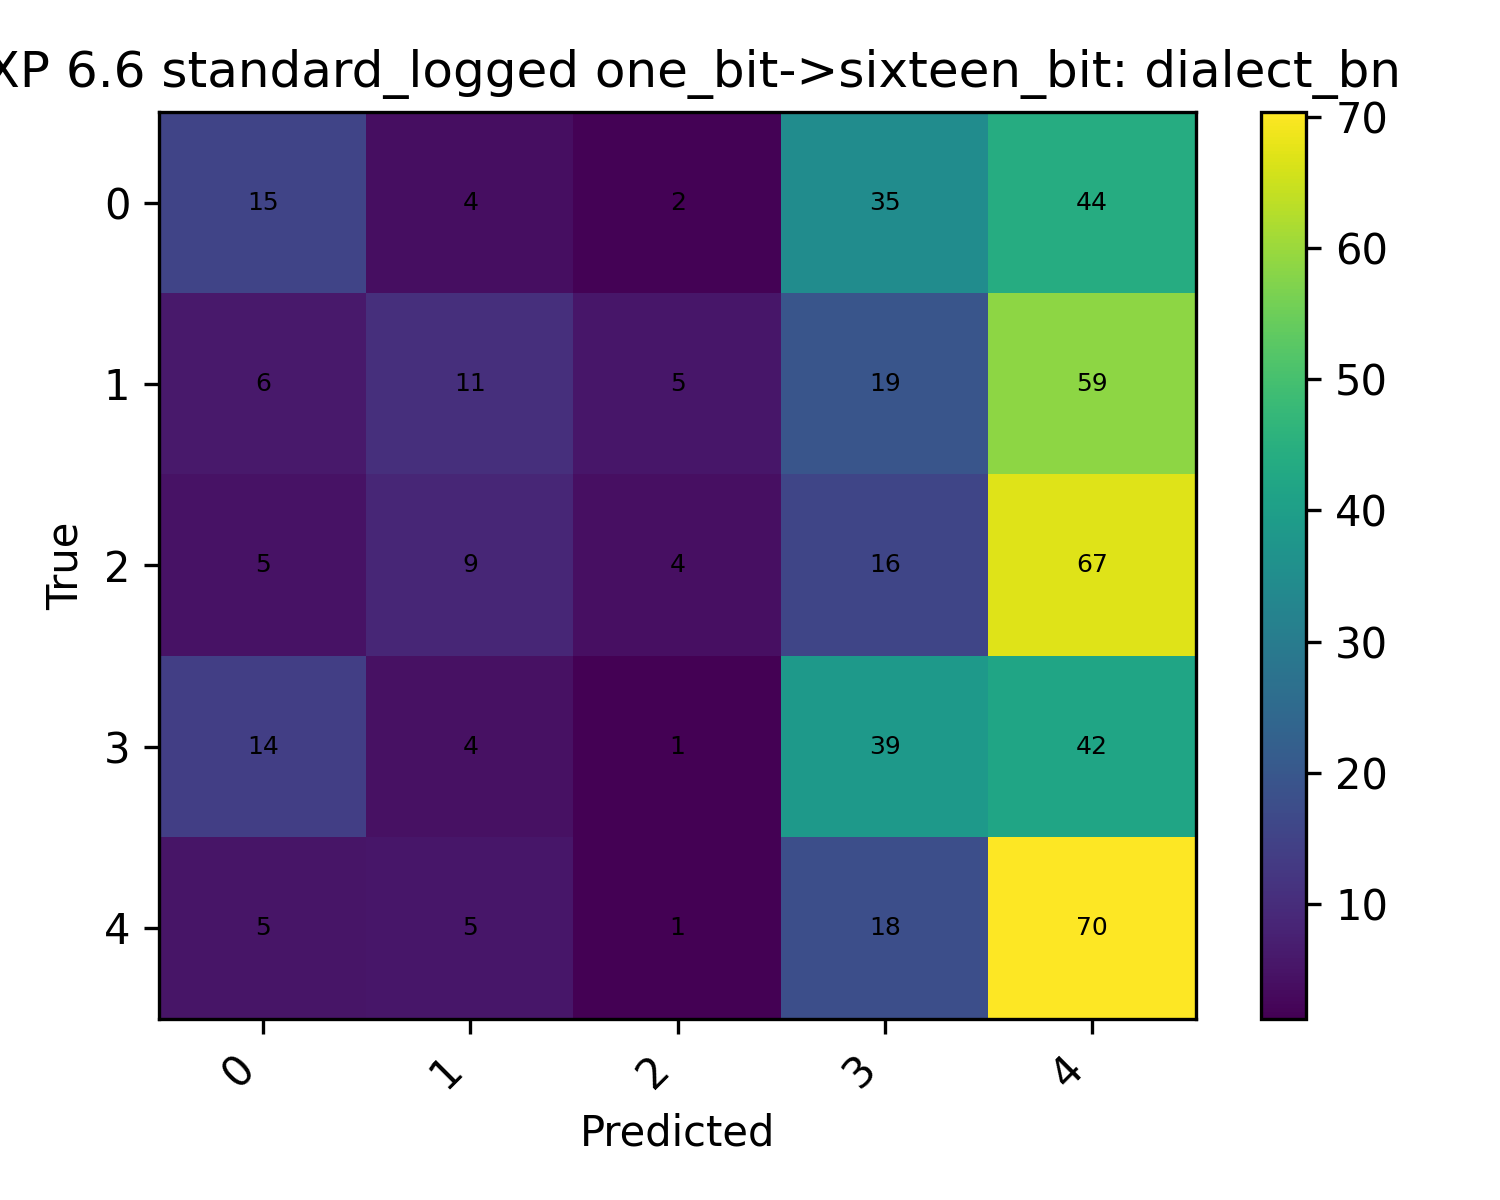 XP 6.6 standard_logged one_bit->sixteen_bit: dialect_bn
70
0 15 4 2 35 44
60
1 6 11 5 19 59
50
40
True
2 5 9 4 16 67
30
3 14 4 1 39 42
20
10
4 5 5 1 18 70
0 1 2 3 4
Predicted